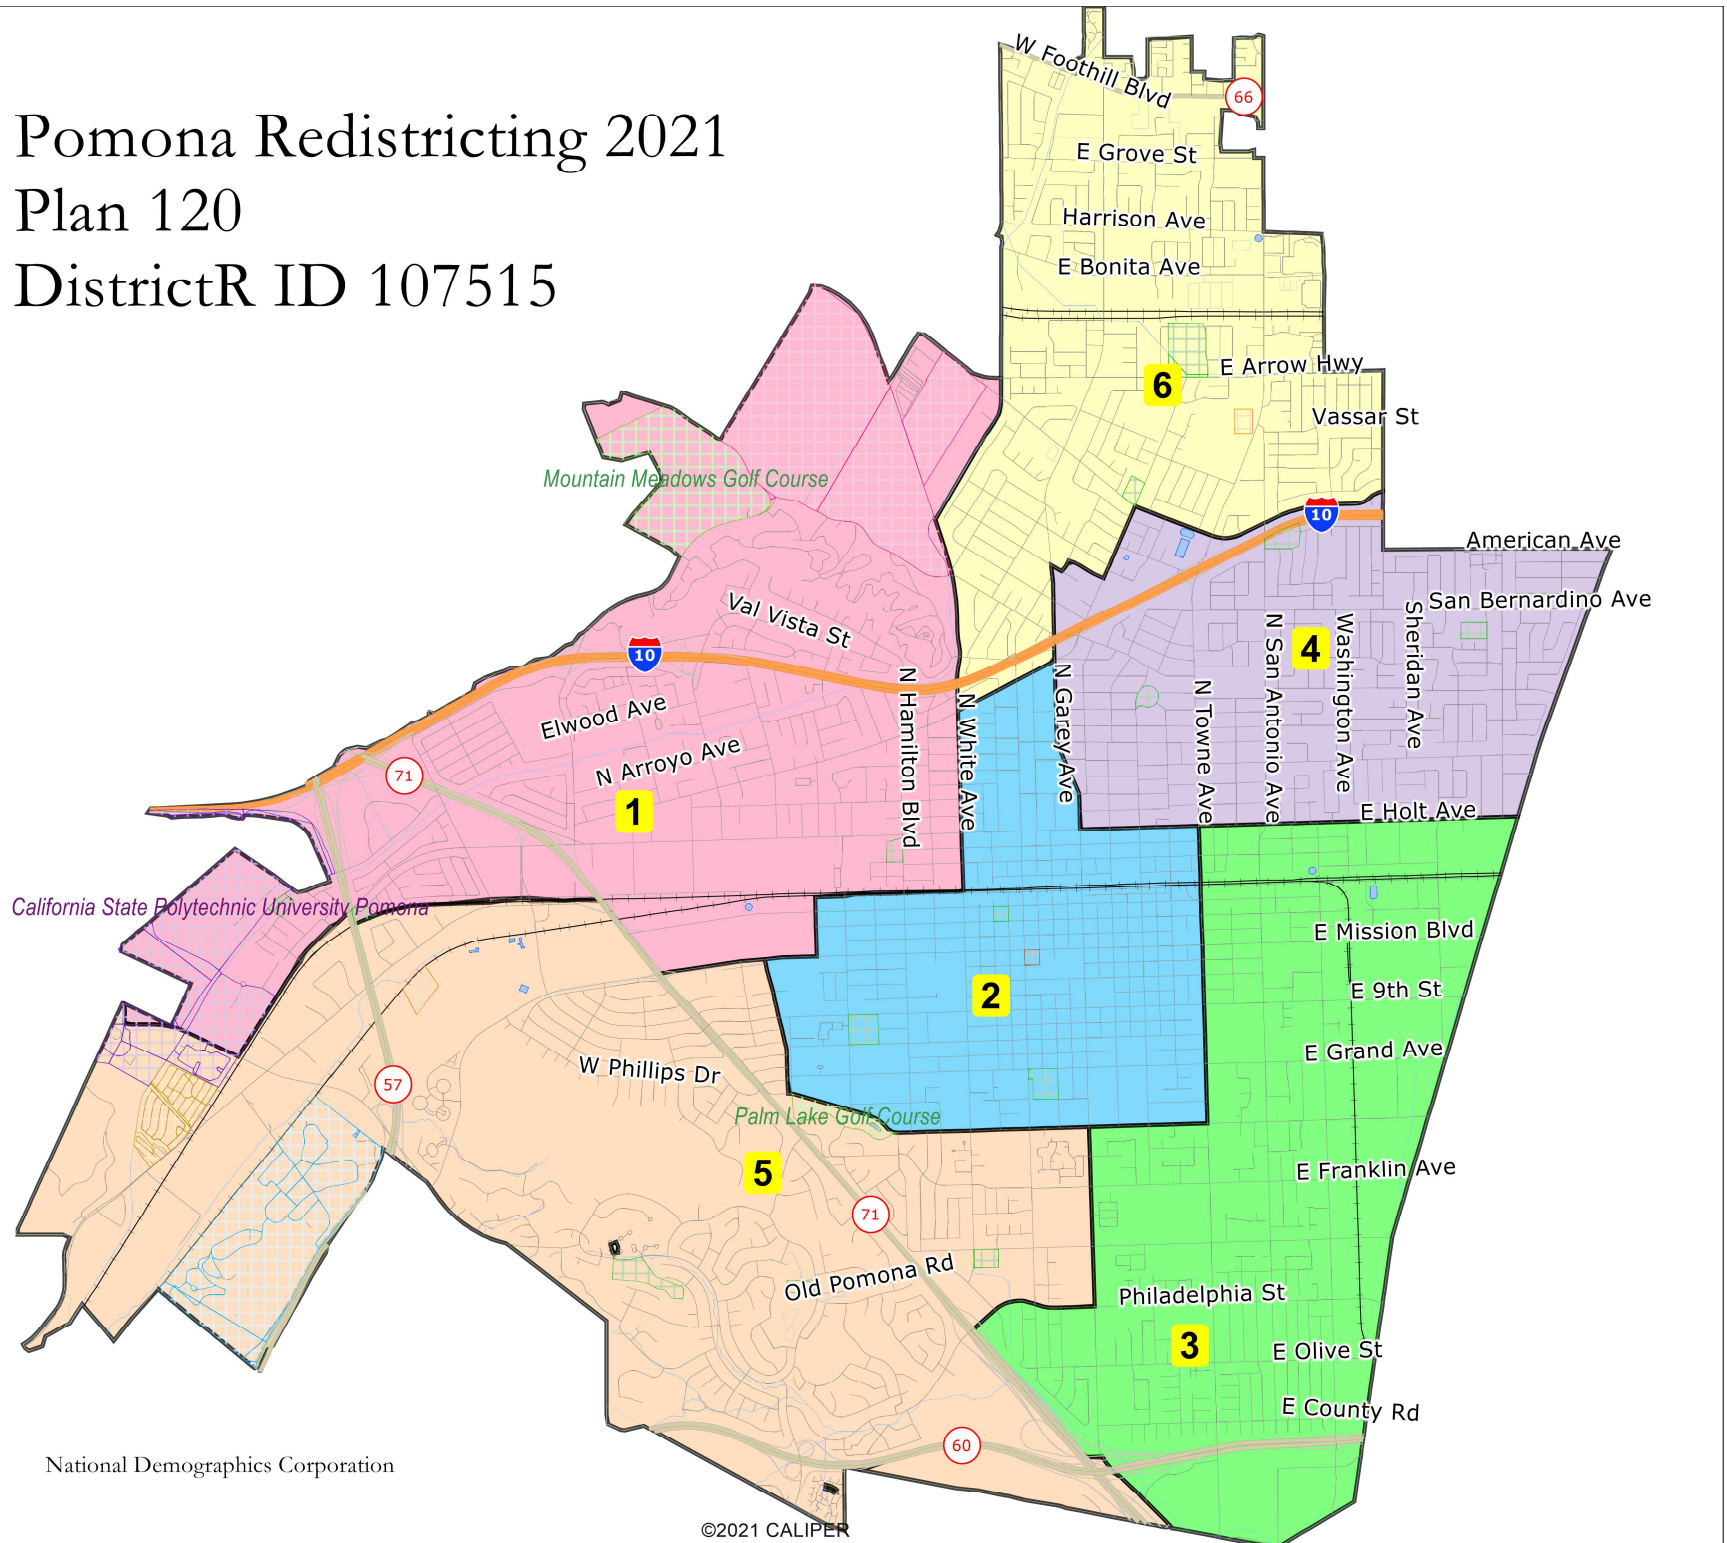 Pomona Redistricting 2021
Plan 120
DistrictR ID 107515
W Foothill Blvd
66
E Grove St
Harrison Ave
E Bonita Ave
E Arrow Hwy
6
Vassar St
Mountain Meadows Golf Course
10
American Ave
San Bernardino Ave
Val Vista St
10
4
N Hamilton Blvd
N White Ave
N Garey Ave
N Towne Ave
N San Antonio Ave
Washington Ave
Sheridan Ave
Elwood Ave
N Arroyo Ave
71
1
E Holt Ave
California State Polytechnic University Pomona
E Mission Blvd
2
E 9th St
E Grand Ave
W Phillips Dr
57
Palm Lake Golf Course
5
E Franklin Ave
71
Old Pomona Rd
Philadelphia St
3
E Olive St
E County Rd
60
National Demographics Corporation
©2021 CALIPER